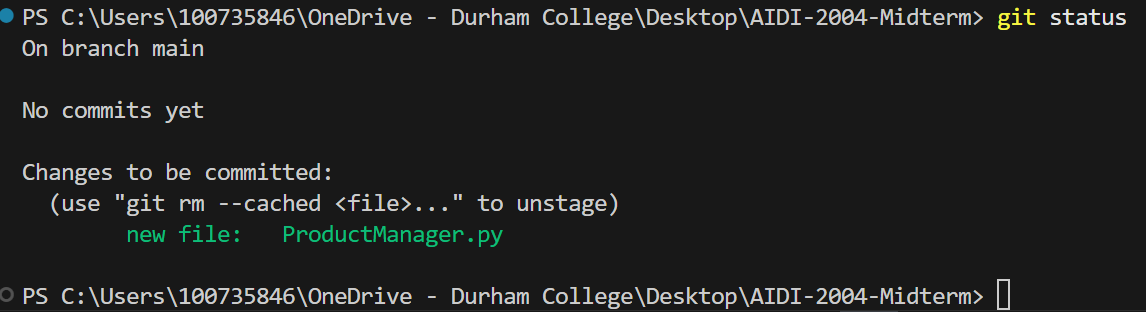 PS C:\Users\100735846\OneDrive - Durham College\Desktop\AIDI-2004-Midterm> git status
On branch main
No commits yet
Changes to be committed:
  (use "git rm --cached <file>..." to unstage)
        new file:   ProductManager.py
PS C:\Users\100735846\OneDrive - Durham College\Desktop\AIDI-2004-Midterm>